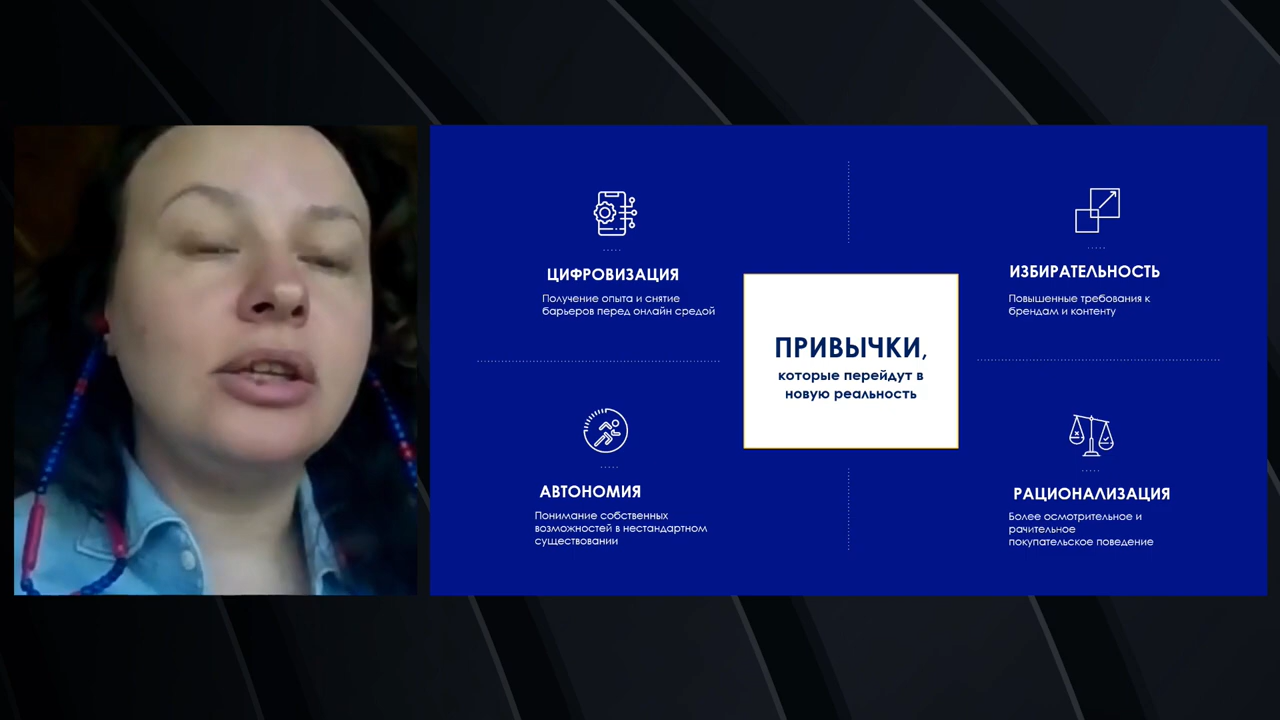 ЦИФРОВИЗАЦИЯ
Получение опыта и снятие
барьеров перед онлайн средой
ИЗБИРАТЕЛЬНОСТЬ
Повышенные требования к
брендам и контенту
ПРИВЫЧКИ,
которые перейдут в
новую реальность
АВТОНОМИЯ
Понимание собственных
возможностей в нестандартном
существовании
РАЦИОНАЛИЗАЦИЯ
Более осмотрительное и
рачительное
покупательское поведение